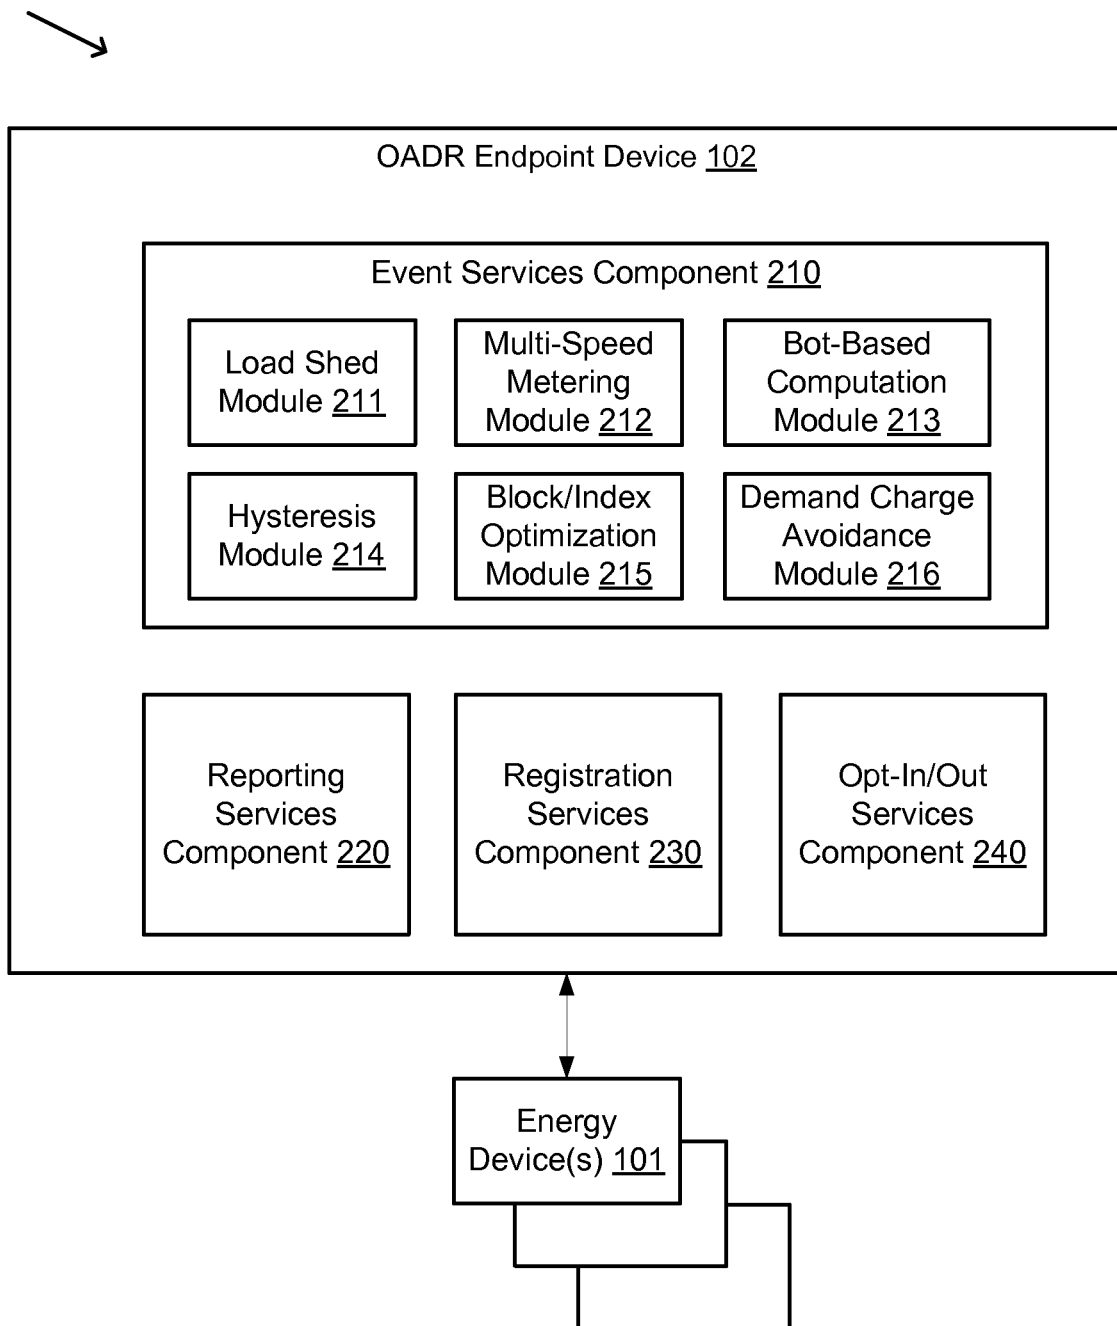 OADR Endpoint Device 102
Event Services Component 210
Load Shed
Module 211
Multi-Speed
Metering
Module 212
Bot-Based
Computation
Module 213
Hysteresis
Module 214
Block/Index
Optimization
Module 215
Demand Charge
Avoidance
Module 216
Reporting
Services
Component 220
Registration
Services
Component 230
Opt-In/Out
Services
Component 240
Energy
Device(s) 101